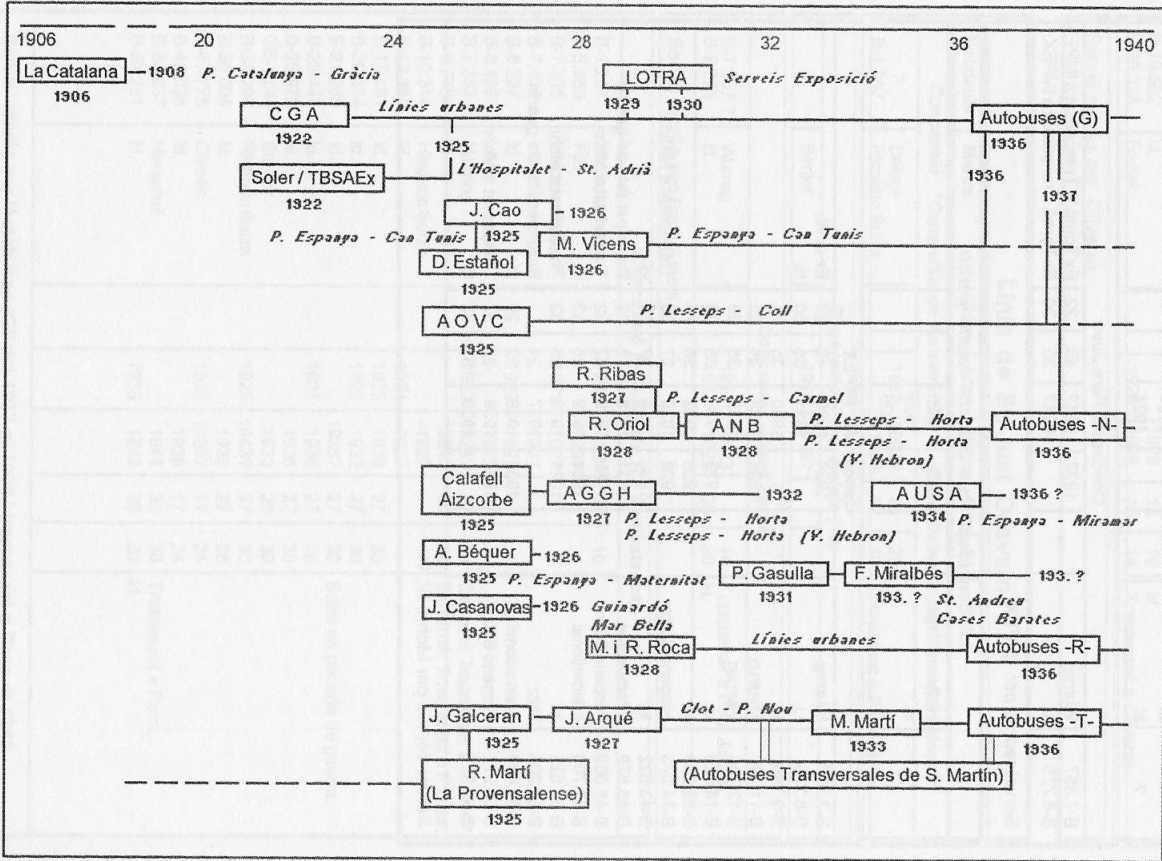 1906 20 24 28 32 36 1940
La Catalana 1908 P. Catalunya - Gràcia
1906
LOTRA Serveis Exposició
1929 1930
CGA Línies urbanes
1922
1925
Autobuses (G)
1936
1936
1937
Soler / TBSAEx L'Hospitalet - St. Adrià
1922
J. Cao 1926
1925
P. Espanya - Can Tunis
D. Estañol
1925
M. Vicens P. Espanya - Can Tunis
1926
AOVC P. Lesseps - Coll
1925
R. Ribas
1927 P. Lesseps - Carmel
R. Oriol
1928
ANB P. Lesseps - Horta
1928 P. Lesseps - Horta
(V. Hebron)
Autobuses -N-
1936
Calafell
Aizcorbe
1925
AGGH 1932
1927 P. Lesseps - Horta
P. Lesseps - Horta (V. Hebron)
AUSA 1936 ?
1934 P. Espanya - Miramar
A. Béquer 1926
1925 P. Espanya - Maternitat
P. Gasulla
1931
F. Miralbés 193. ?
193. ? St. Andreu
Cases Barates
J. Casanovas 1926 Guinardó
1925 Mar Bella
M. i R. Roca Línies urbanes
1928
Autobuses -R-
1936
J. Galceran
1925
J. Arqué Clot - P. Nou
1927
M. Martí
1933
Autobuses -T-
1936
R. Martí
(La Provensalense)
1925
(Autobuses Transversales de S. Martín)